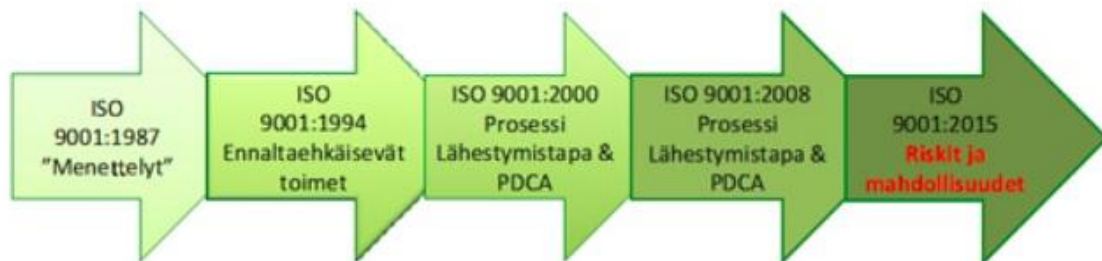 ISO
9001:1987
"Menettelyt"
ISO
9001:1994
Ennaltaehkäisevät
toimet
ISO 9001:2000
Prosessi
Lähestymistapa &
PDCA
ISO 9001:2008
Prosessi
Lähestymistapa &
PDCA
ISO
9001:2015
Riskit ja
mahdollisuudet